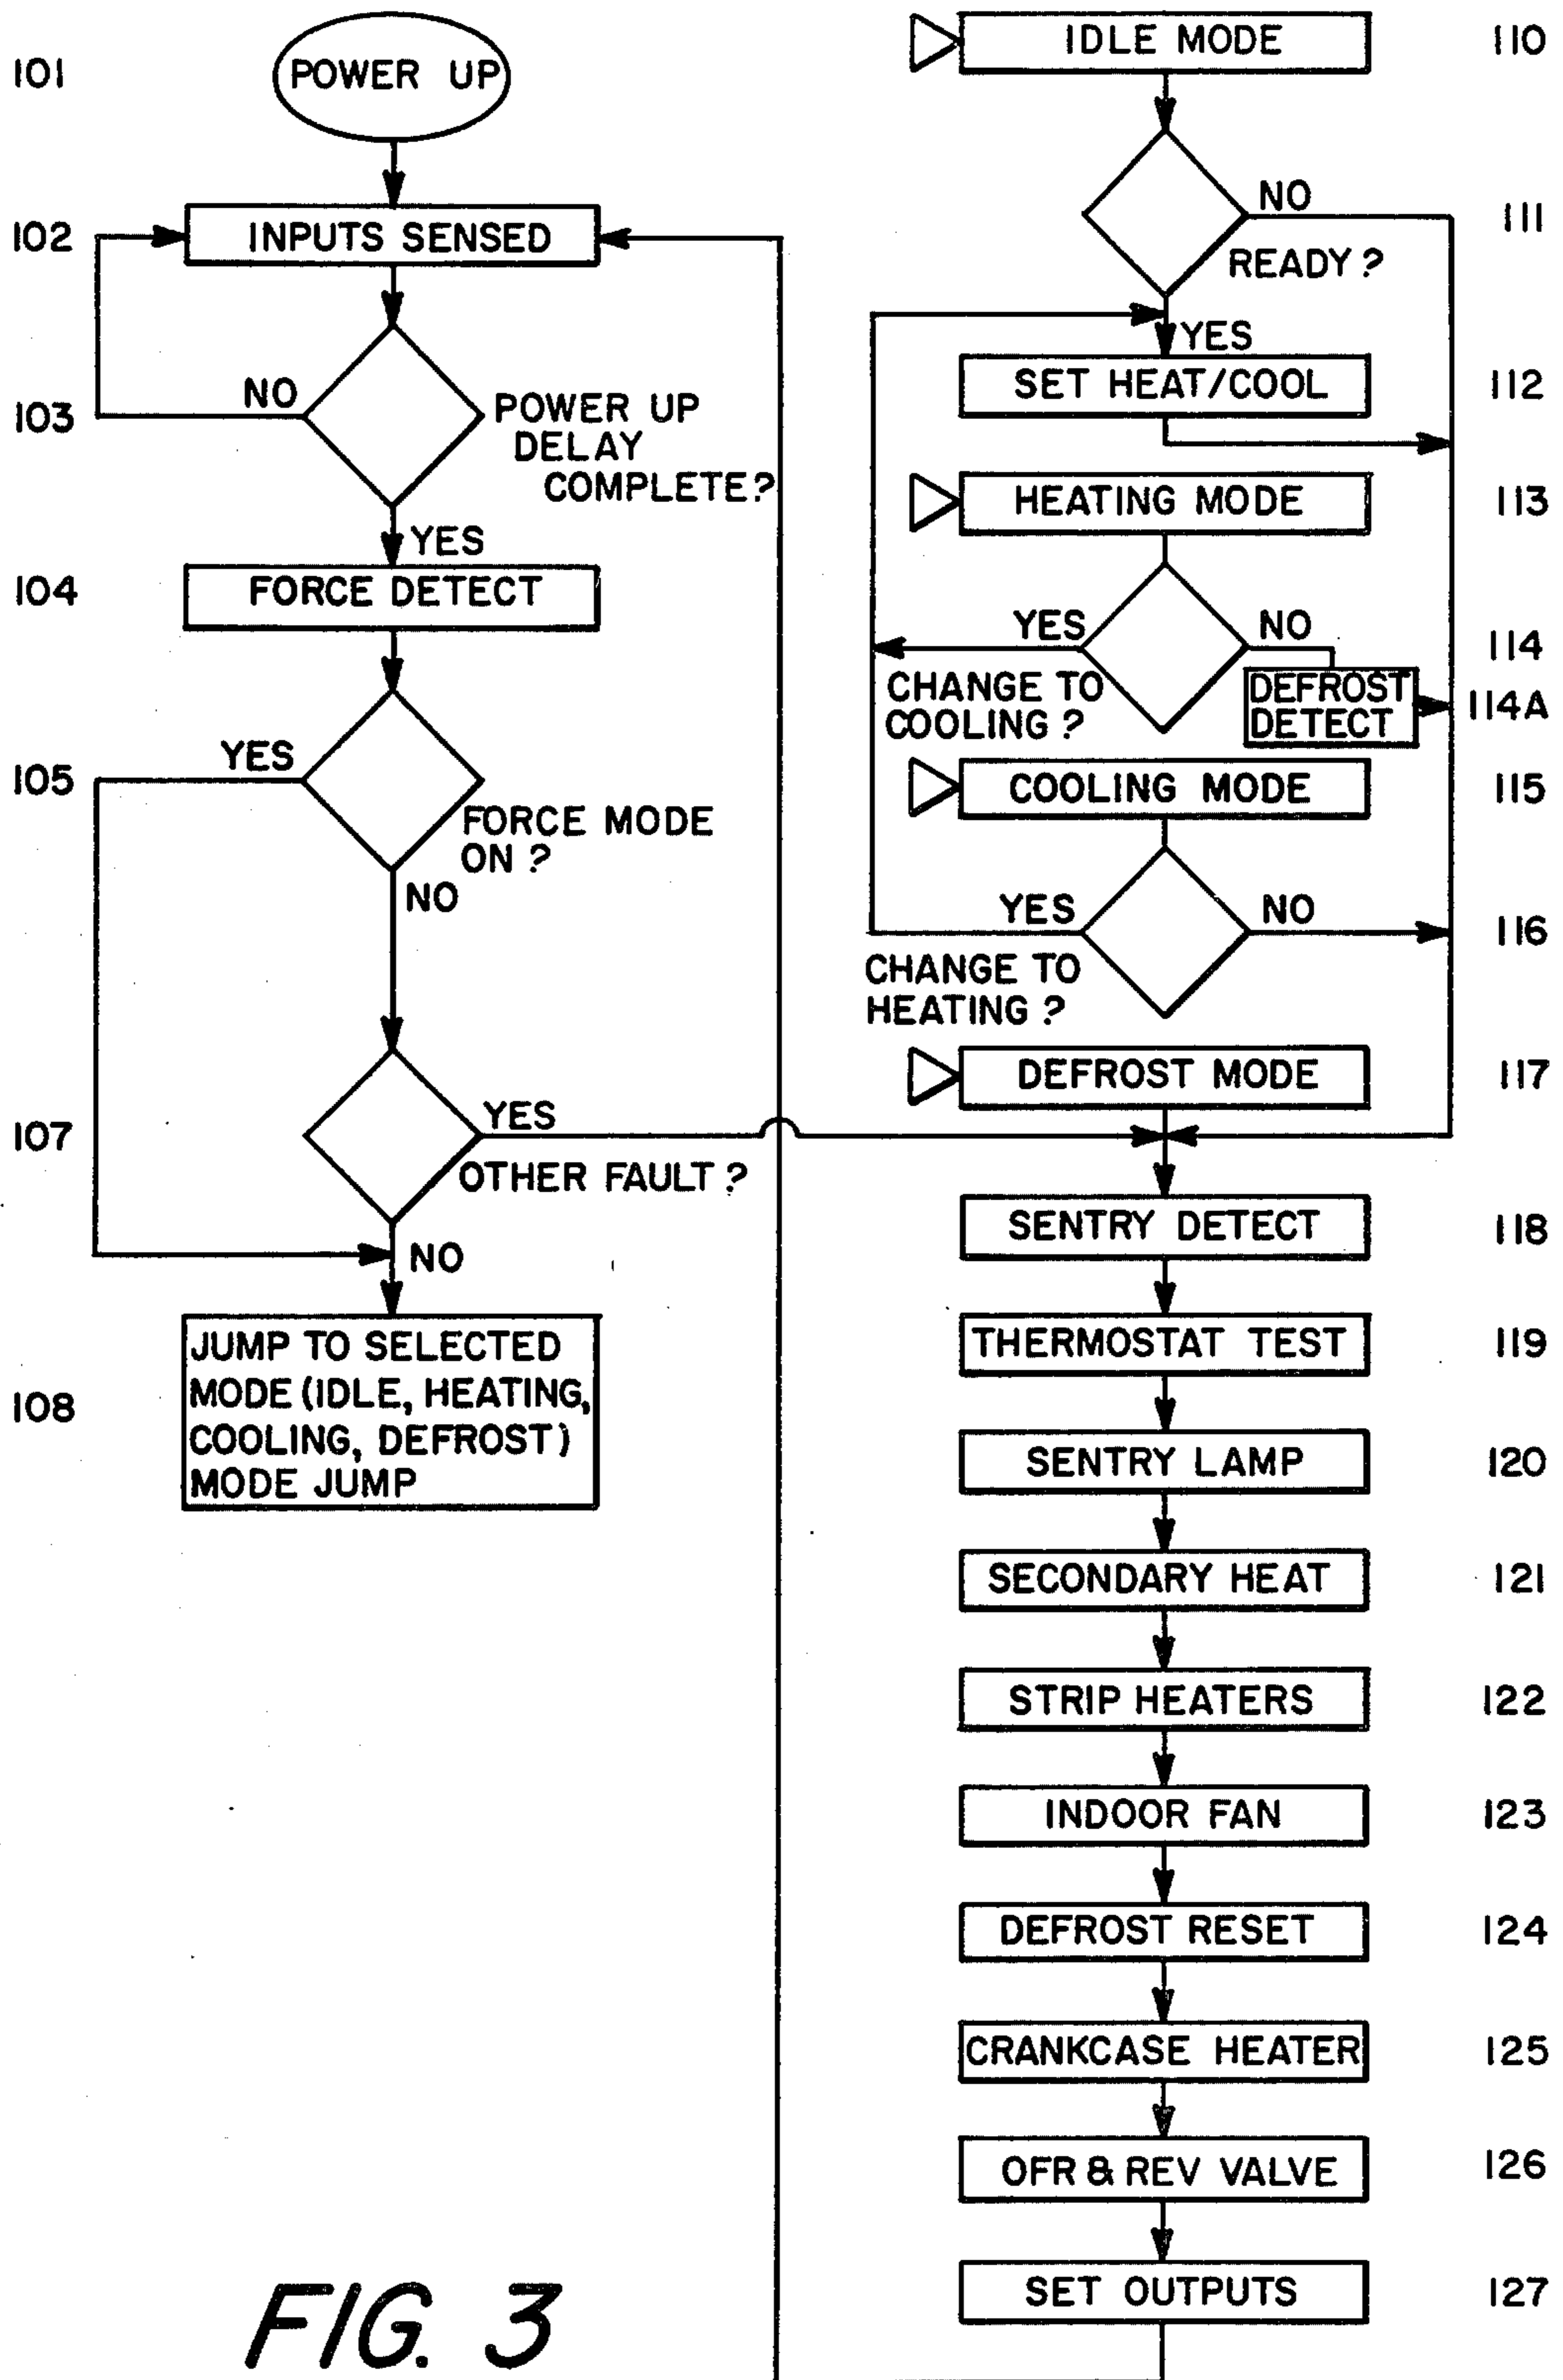 101
POWER UP
102
INPUTS SENSED
103
NO
POWER UP
DELAY
COMPLETE?
YES
104
FORCE DETECT
105
YES
FORCE MODE
ON?
NO
107
YES
OTHER FAULT?
NO
108
JUMP TO SELECTED
MODE (IDLE, HEATING,
COOLING, DEFROST)
MODE JUMP
IDLE MODE
110
NO
111
READY?
YES
SET HEAT/COOL
112
HEATING MODE
113
YES
NO
114
CHANGE TO
COOLING?
DEFROST
DETECT
114A
COOLING MODE
115
YES
NO
116
CHANGE TO
HEATING?
DEFROST MODE
117
SENTRY DETECT
118
THERMOSTAT TEST
119
SENTRY LAMP
120
SECONDARY HEAT
121
STRIP HEATERS
122
INDOOR FAN
123
DEFROST RESET
124
CRANKCASE HEATER
125
OFR & REV VALVE
126
SET OUTPUTS
127
FIG. 3